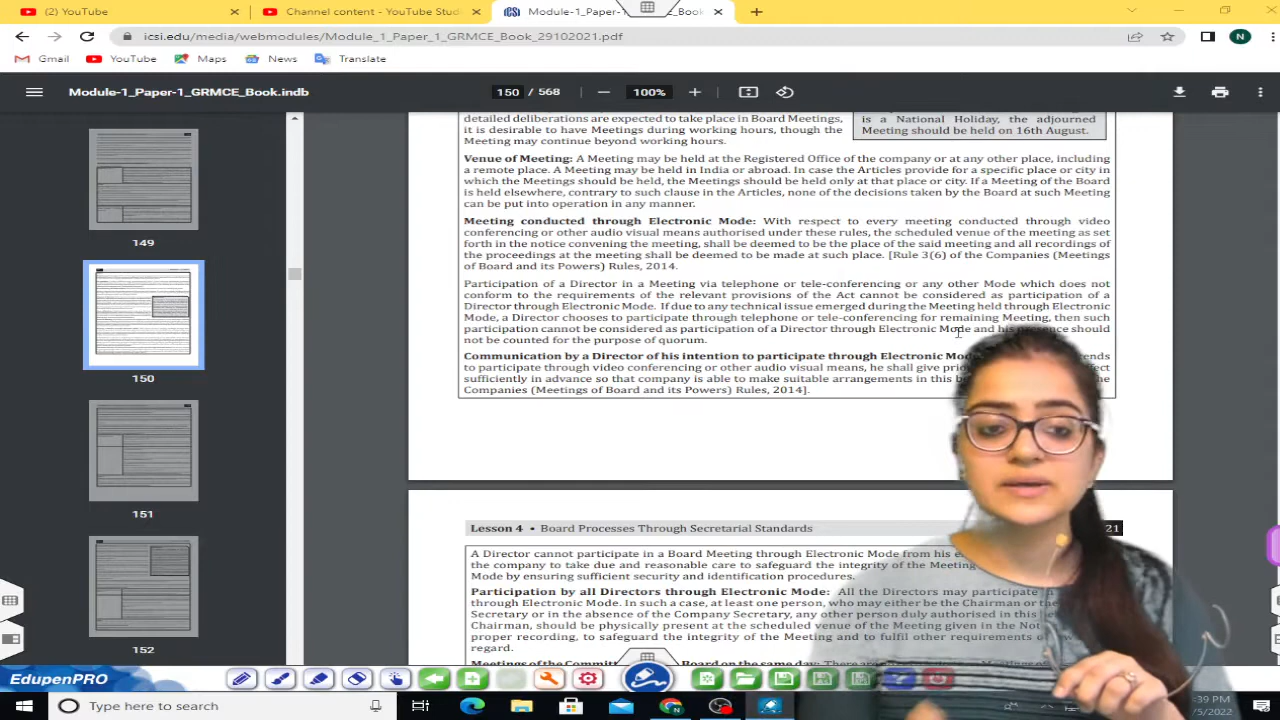 (2) YouTube
Channel content - YouTube Studi
ICSI Module-1_Paper-1_GRMCE_Book_
icsi.edu/media/webmodules/Module_1_Paper_1_GRMCE_Book_29102021.pdf
N
Gmail YouTube Maps News Translate
Module-1_Paper-1_GRMCE_Book.indb
150 / 568
100%
149
150
151
152
detailed deliberations are expected to take place in Board Meetings,
it is desirable to have Meetings during working hours, though the
Meeting may continue beyond working hours.
is a National Holiday, the adjourned
Meeting should be held on 16th August.
Venue of Meeting: A Meeting may be held at the Registered Office of the company or at any other place, including
a remote place. A Meeting may be held in India or abroad. In case the Articles provide for a specific place or city in
which the Meetings should be held, the Meetings should be held only at that place or city. If a Meeting of the Board
is held elsewhere, contrary to such clause in the Articles, none of the decisions taken by the Board at such Meeting
can be put into operation in any manner.
Meeting conducted through Electronic Mode: With respect to every meeting conducted through video
conferencing or other audio visual means authorised under these rules, the scheduled venue of the meeting as set
forth in the notice convening the meeting, shall be deemed to be the place of the said meeting and all recordings of
the proceedings at the meeting shall be deemed to be made at such place. [Rule 3(6) of the Companies (Meetings
of Board and its Powers) Rules, 2014.
Participation of a Director in a Meeting via telephone or tele-conferencing or any other Mode which does not
conform to the requirements of the relevant provisions of the Act cannot be considered as participation of a
Director through Electronic Mode. If due to any technical issue emerged during the Meeting held through Electronic
Mode, a Director chooses to participate through telephone or tele-conferencing for remaining Meeting, then such
participation cannot be considered as participation of a Director through Electronic Mode and his presence should
not be counted for the purpose of quorum.
Communication by a Director of his intention to participate through Electronic Mode
to participate through video conferencing or other audio visual means, he shall give
sufficiently in advance so that company is able to make suitable arrangements in this the
Companies (Meetings of Board and its Powers) Rules, 2014].
Lesson 4 • Board Processes Through Secretarial Standards 21
A Director cannot participate in a Board Meeting through Electronic Mode from his
the company to take due and reasonable care to safeguard the integrity of the Meeting
Mode by ensuring sufficient security and identification procedures.
Participation by all Directors through Electronic Mode: All the Directors may participate
through Electronic Mode. In such a case, at least one person, who may either be the Chairman or the
Secretary or in the absence of the Company Secretary, any other person duly authorised in this
Chairman, should be physically present at the scheduled venue of the Meeting given in the
proper recording, to safeguard the integrity of the Meeting and to fulfil other requirements of
regard.
Meetings of the Board on the same day: There
EdupenPRO
Type here to search
:39 PM
/5/2022